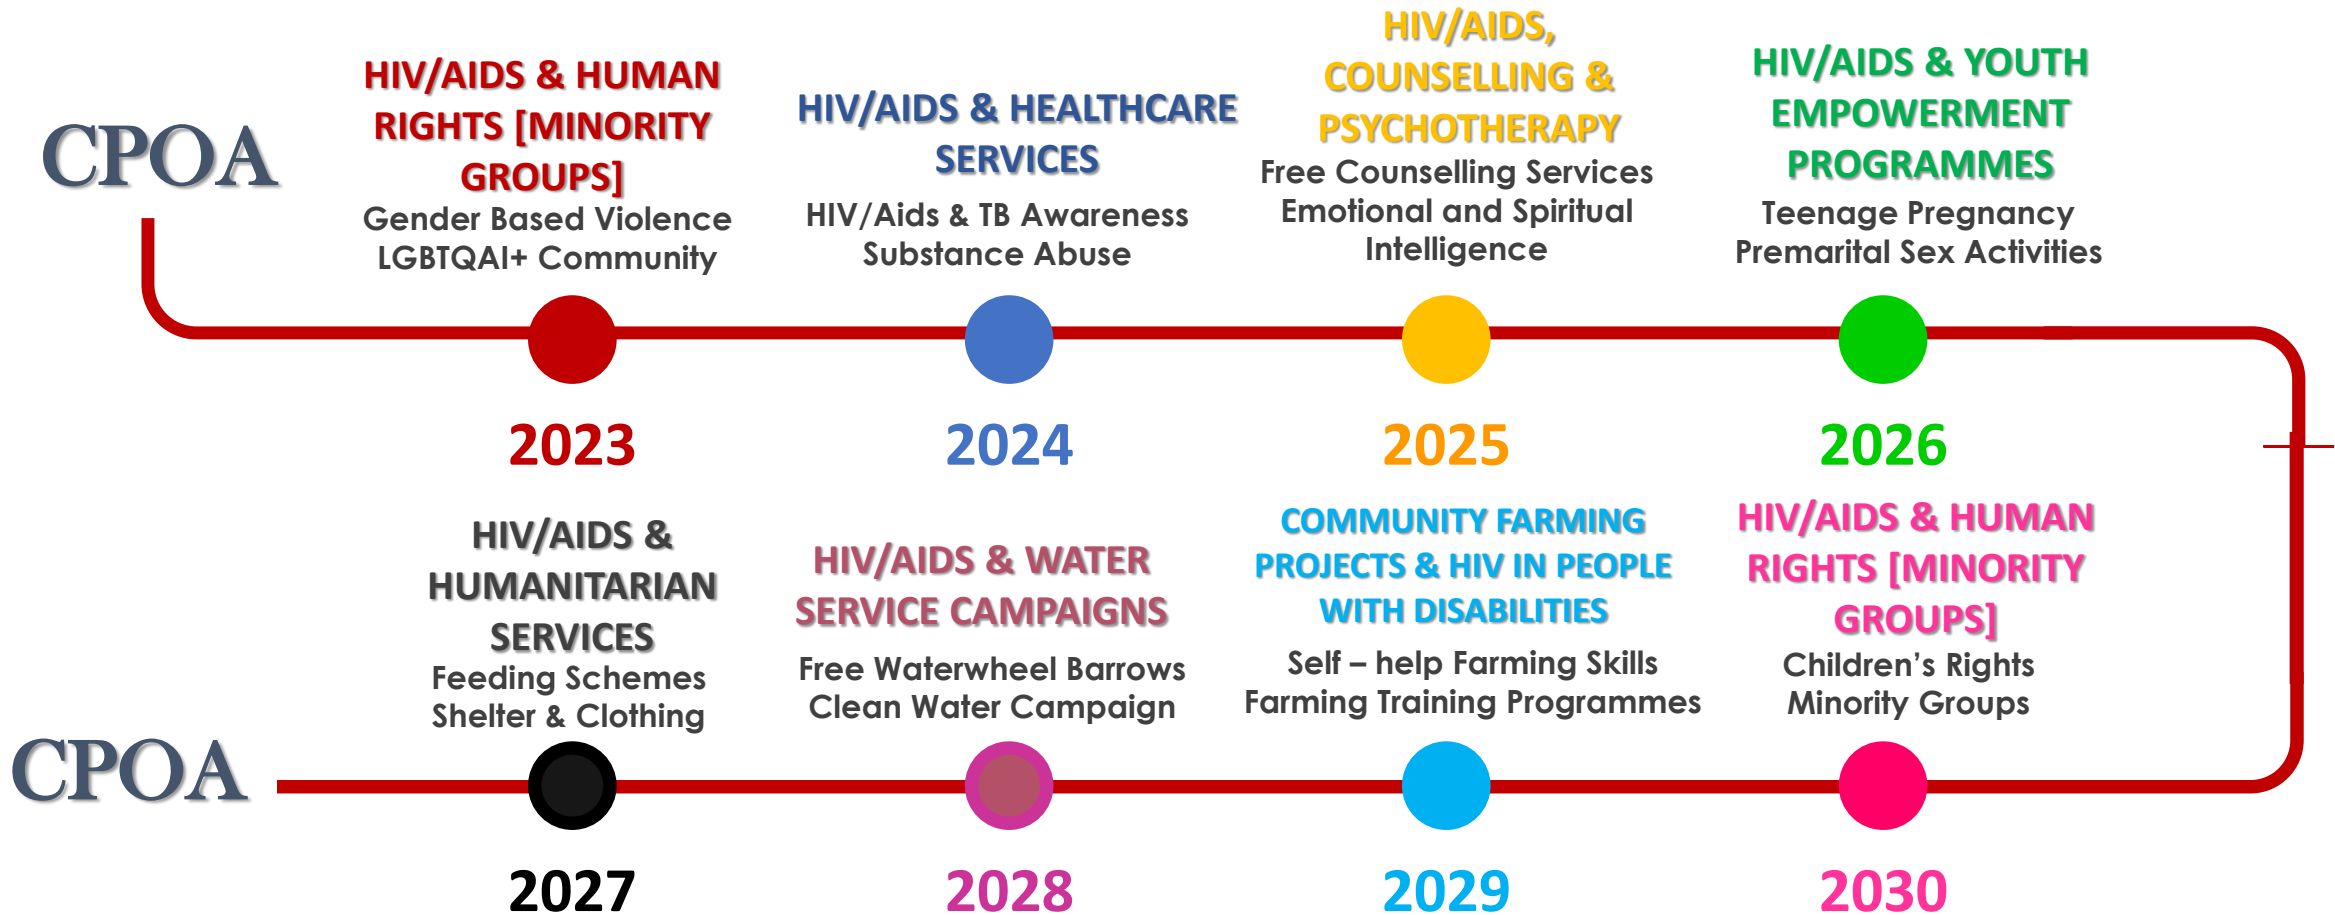 CPOA
HIV/AIDS & HUMAN
RIGHTS [MINORITY
GROUPS]
Gender Based Violence
LGBTQAI+ Community
2023
HIV/AIDS & HEALTHCARE
SERVICES
HIV/Aids & TB Awareness
Substance Abuse
2024
HIV/AIDS,
COUNSELLING &
PSYCHOTHERAPY
Free Counselling Services
Emotional and Spiritual
Intelligence
2025
HIV/AIDS & YOUTH
EMPOWERMENT
PROGRAMMES
Teenage Pregnancy
Premarital Sex Activities
2026
CPOA
HIV/AIDS &
HUMANITARIAN
SERVICES
Feeding Schemes
Shelter & Clothing
2027
HIV/AIDS & WATER
SERVICE CAMPAIGNS
Free Waterwheel Barrows
Clean Water Campaign
2028
COMMUNITY FARMING
PROJECTS & HIV IN PEOPLE
WITH DISABILITIES
Self – help Farming Skills
Farming Training Programmes
2029
HIV/AIDS & HUMAN
RIGHTS [MINORITY
GROUPS]
Children’s Rights
Minority Groups
2030